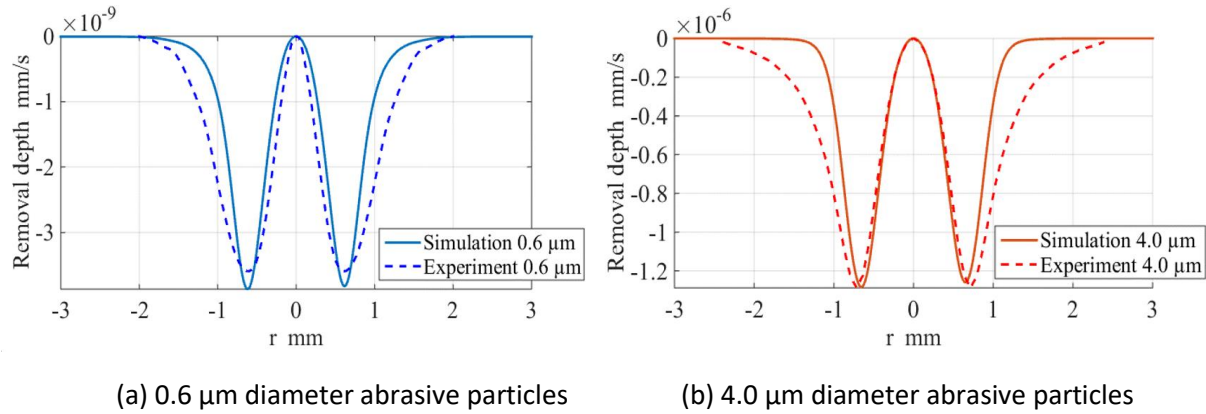 ×10⁻⁹
0
-1
-2
-3
Removal depth mm/s
-3 -2 -1 0 1 2 3
r mm
Simulation 0.6 µm
Experiment 0.6 µm
(a) 0.6 µm diameter abrasive particles
×10⁻⁶
0
-0.2
-0.4
-0.6
-0.8
-1
-1.2
Removal depth mm/s
-3 -2 -1 0 1 2 3
r mm
Simulation 4.0 µm
Experiment 4.0 µm
(b) 4.0 µm diameter abrasive particles